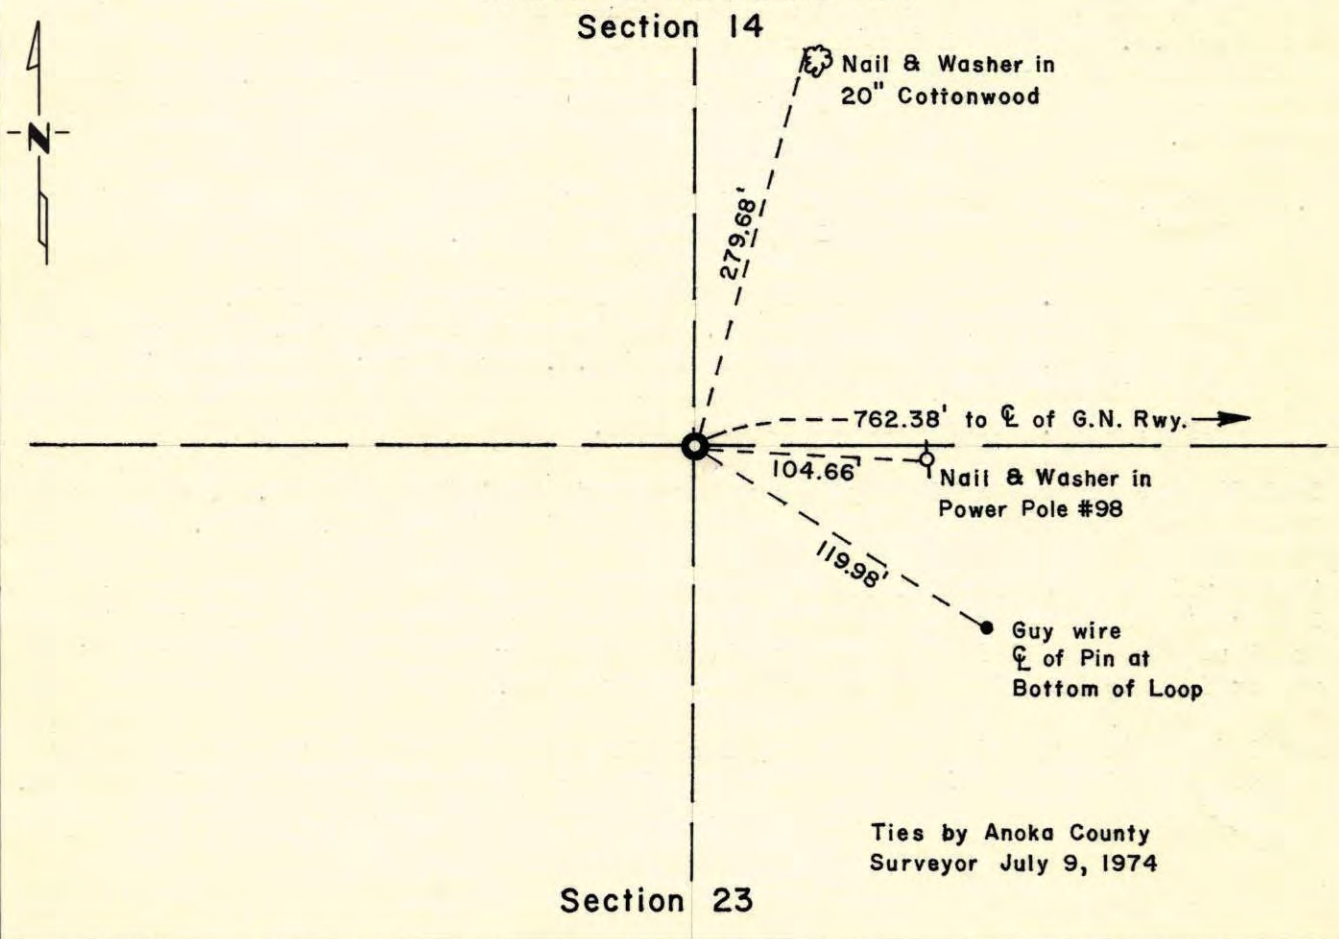 Section 14
Nail & Washer in
20" Cottonwood
N
279.68'
762.38' to ℄ of G.N. Rwy.
104.66'
Nail & Washer in
Power Pole #98
119.98'
Guy wire
℄ of Pin at
Bottom of Loop
Ties by Anoka County
Surveyor July 9, 1974
Section 23